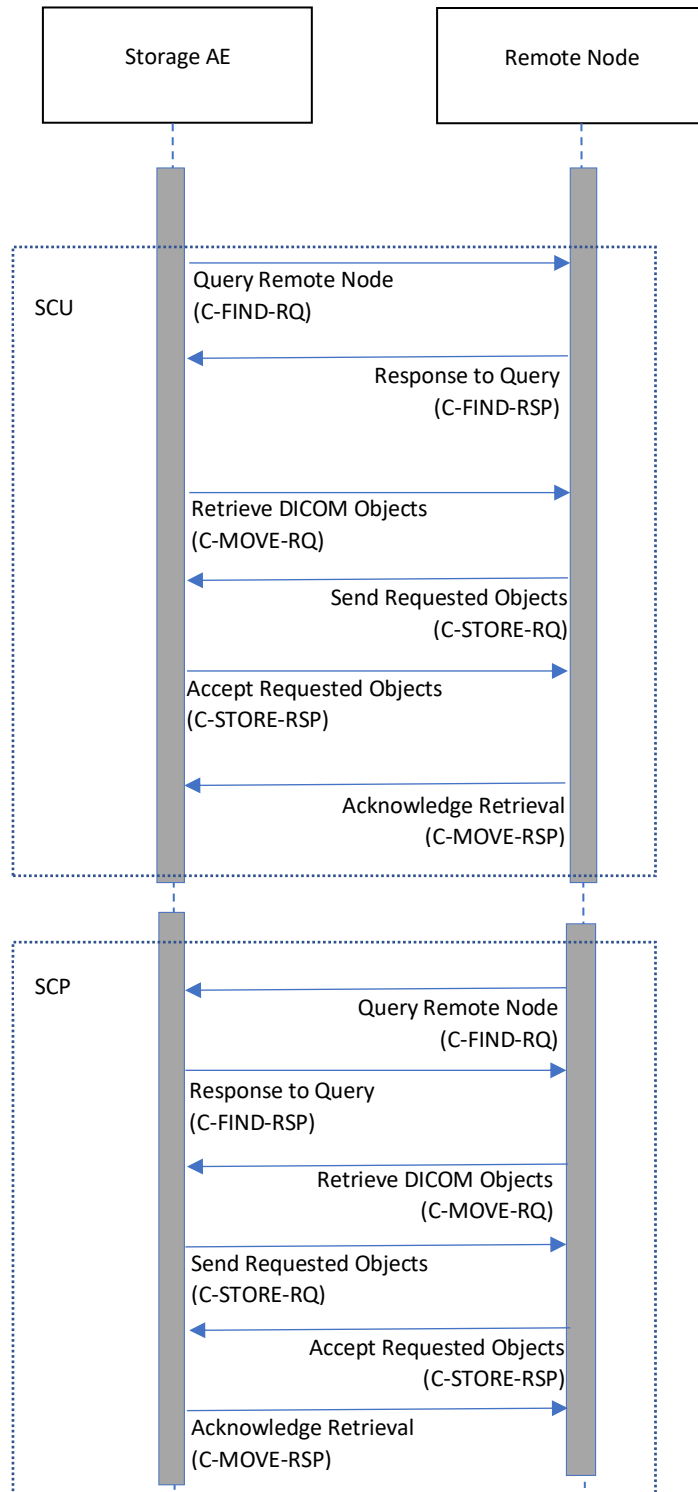 Storage AE
Remote Node
SCU
Query Remote Node
(C-FIND-RQ)
Response to Query
(C-FIND-RSP)
Retrieve DICOM Objects
(C-MOVE-RQ)
Send Requested Objects
(C-STORE-RQ)
Accept Requested Objects
(C-STORE-RSP)
Acknowledge Retrieval
(C-MOVE-RSP)
SCP
Query Remote Node
(C-FIND-RQ)
Response to Query
(C-FIND-RSP)
Retrieve DICOM Objects
(C-MOVE-RQ)
Send Requested Objects
(C-STORE-RQ)
Accept Requested Objects
(C-STORE-RSP)
Acknowledge Retrieval
(C-MOVE-RSP)